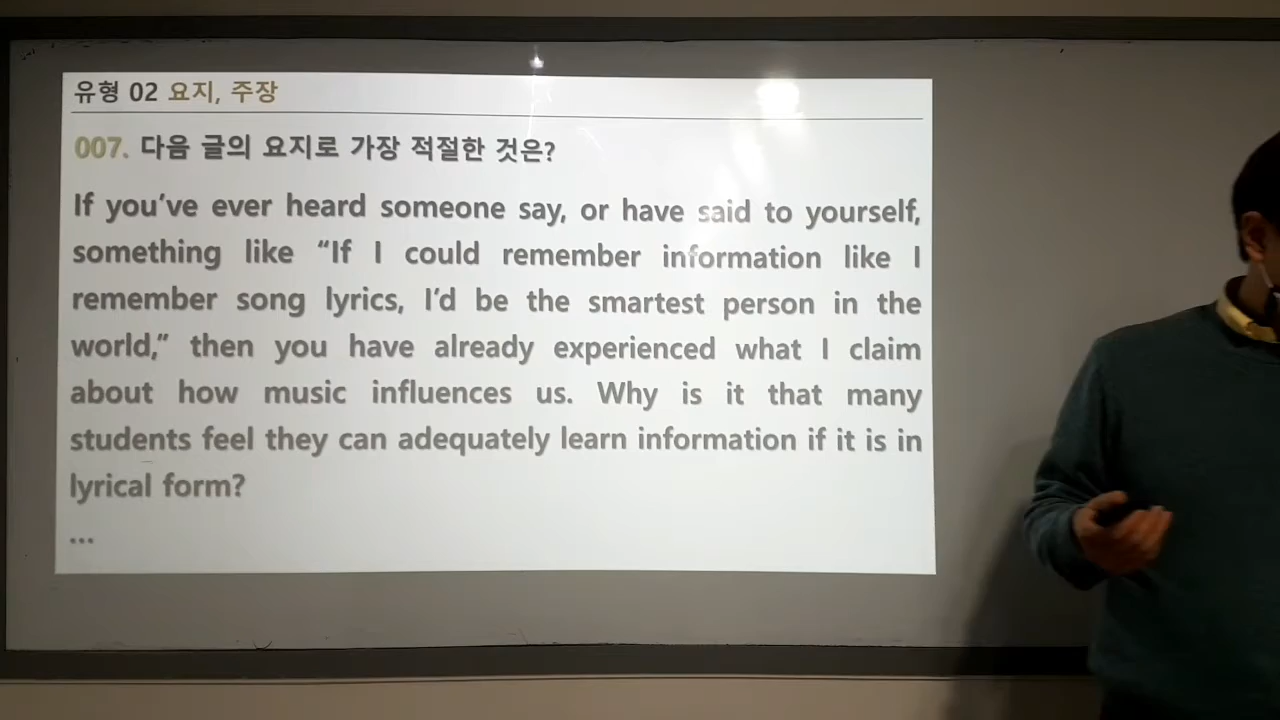 유형 02 요지, 주장
007. 다음 글의 요지로 가장 적절한 것은?
If you’ve ever heard someone say, or have said to yourself,
something like “If I could remember information like I
remember song lyrics, I’d be the smartest person in the
world,” then you have already experienced what I claim
about how music influences us. Why is it that many
students feel they can adequately learn information if it is in
lyrical form?
...